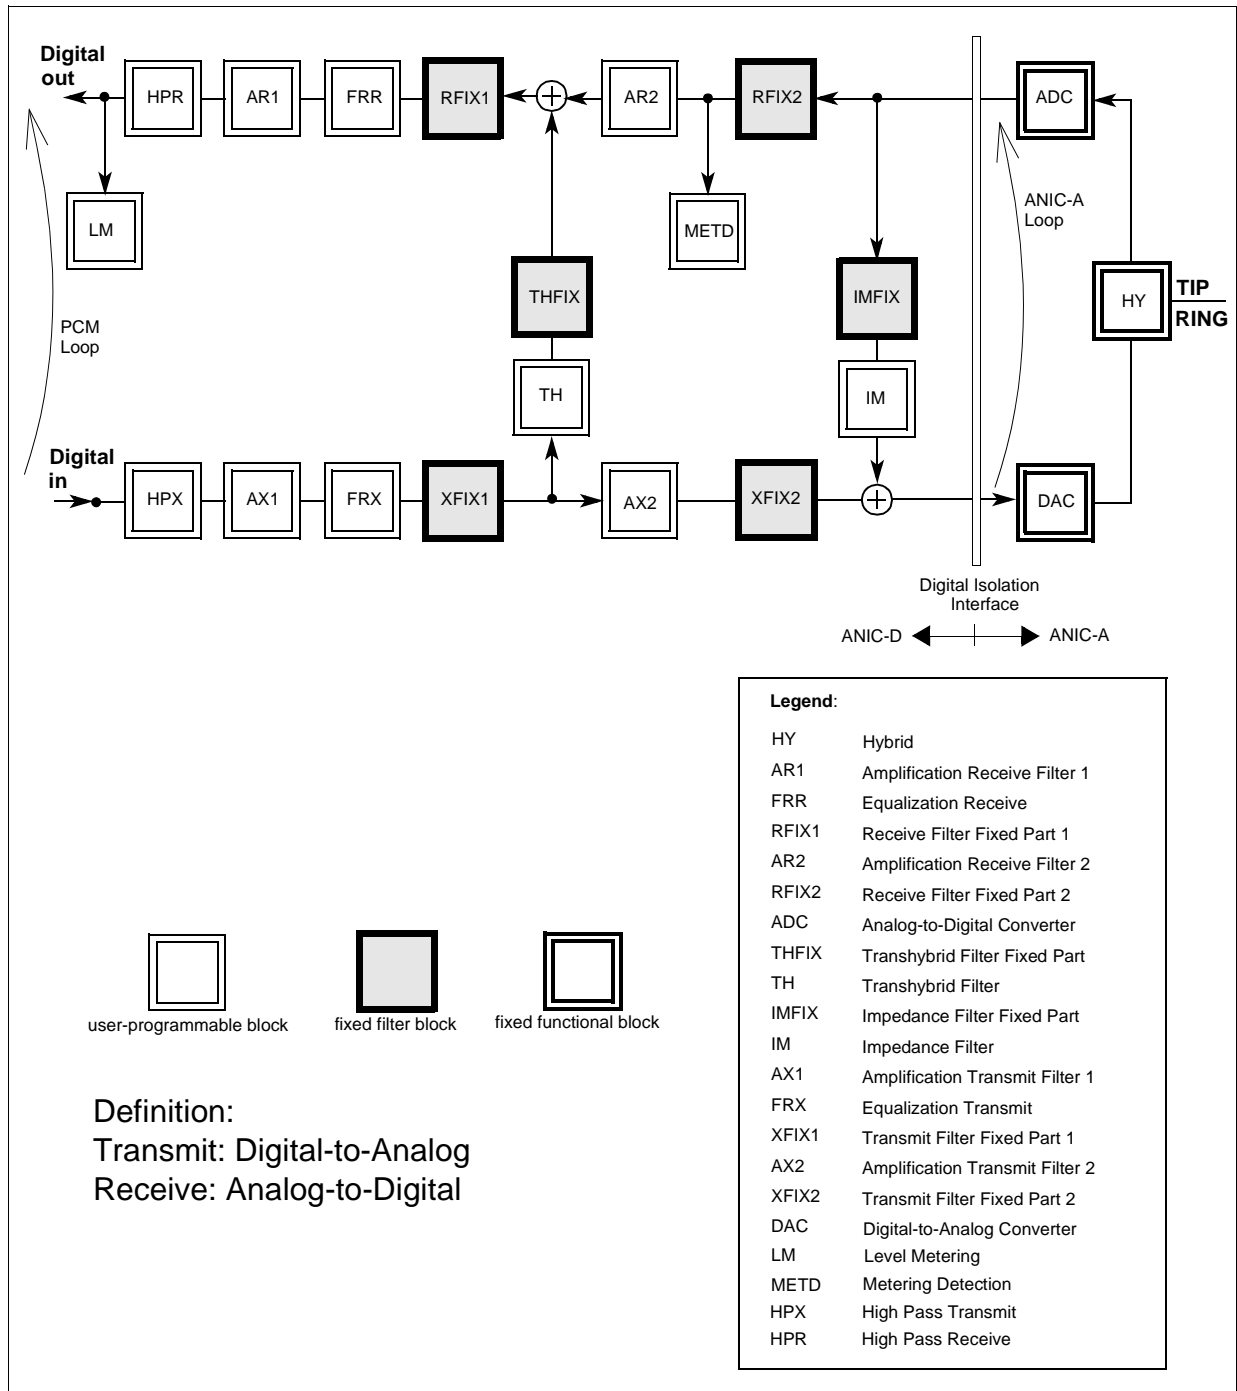 Digital
out
HPR
AR1
FRR
RFIX1
+
AR2
RFIX2
ADC
LM
METD
ANIC-A
Loop
THFIX
IMFIX
HY
TIP
RING
PCM
Loop
TH
IM
Digital
in
HPX
AX1
FRX
XFIX1
AX2
XFIX2
+
DAC
Digital Isolation
Interface
ANIC-D
ANIC-A
Legend:
HY Hybrid
AR1 Amplification Receive Filter 1
FRR Equalization Receive
RFIX1 Receive Filter Fixed Part 1
AR2 Amplification Receive Filter 2
RFIX2 Receive Filter Fixed Part 2
ADC Analog-to-Digital Converter
THFIX Transhybrid Filter Fixed Part
TH Transhybrid Filter
IMFIX Impedance Filter Fixed Part
IM Impedance Filter
AX1 Amplification Transmit Filter 1
FRX Equalization Transmit
XFIX1 Transmit Filter Fixed Part 1
AX2 Amplification Transmit Filter 2
XFIX2 Transmit Filter Fixed Part 2
DAC Digital-to-Analog Converter
LM Level Metering
METD Metering Detection
HPX High Pass Transmit
HPR High Pass Receive
user-programmable block
fixed filter block
fixed functional block
Definition:
Transmit: Digital-to-Analog
Receive: Analog-to-Digital